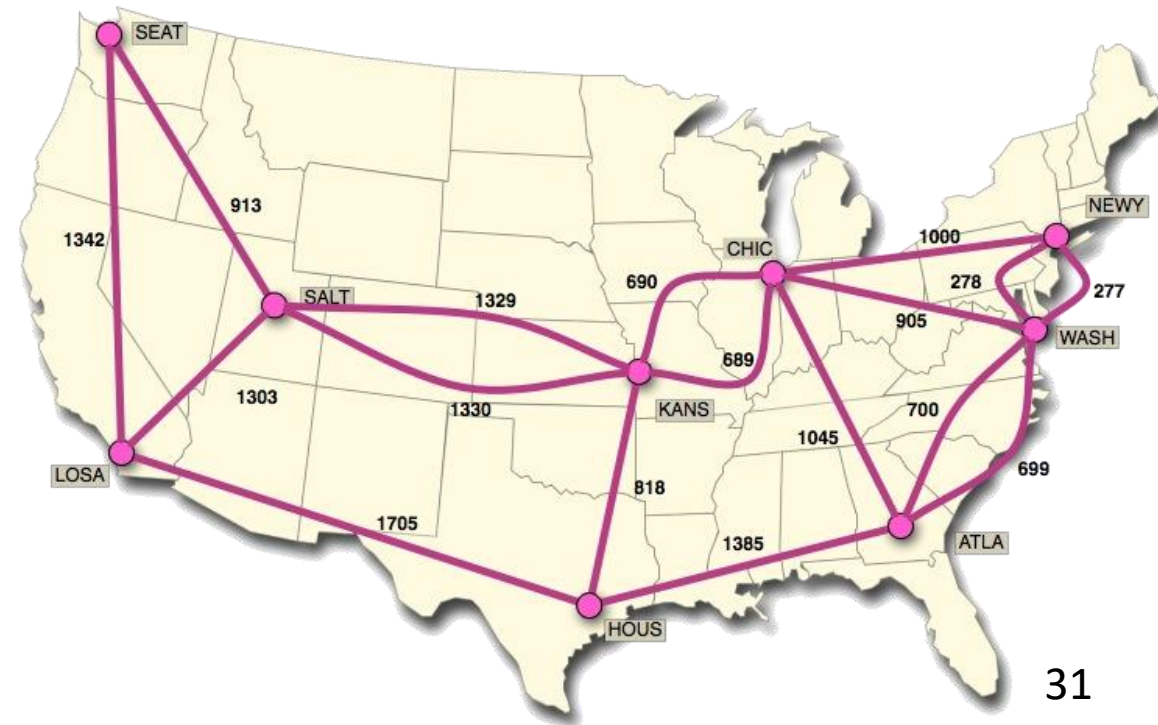 SEAT
913
NEWY
1342
1000
CHIC
690
278
277
SALT
1329
905
WASH
689
1303
1330
KANS
700
1045
699
LOSA
818
1705
1385
ATLA
HOUS
31